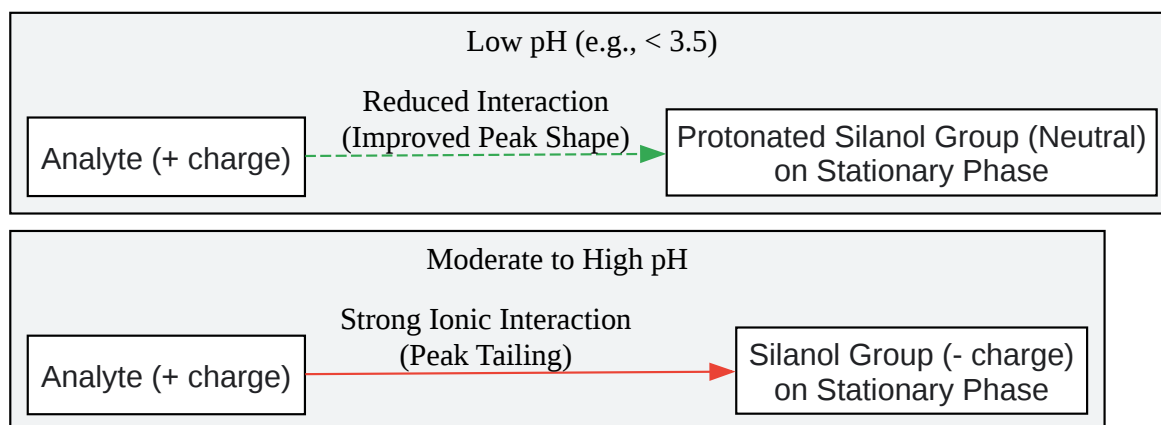 Low pH (e.g., < 3.5)
Reduced Interaction
(Improved Peak Shape)
Analyte (+ charge)
Protonated Silanol Group (Neutral)
on Stationary Phase
Moderate to High pH
Strong Ionic Interaction
(Peak Tailing)
Analyte (+ charge)
Silanol Group (- charge)
on Stationary Phase